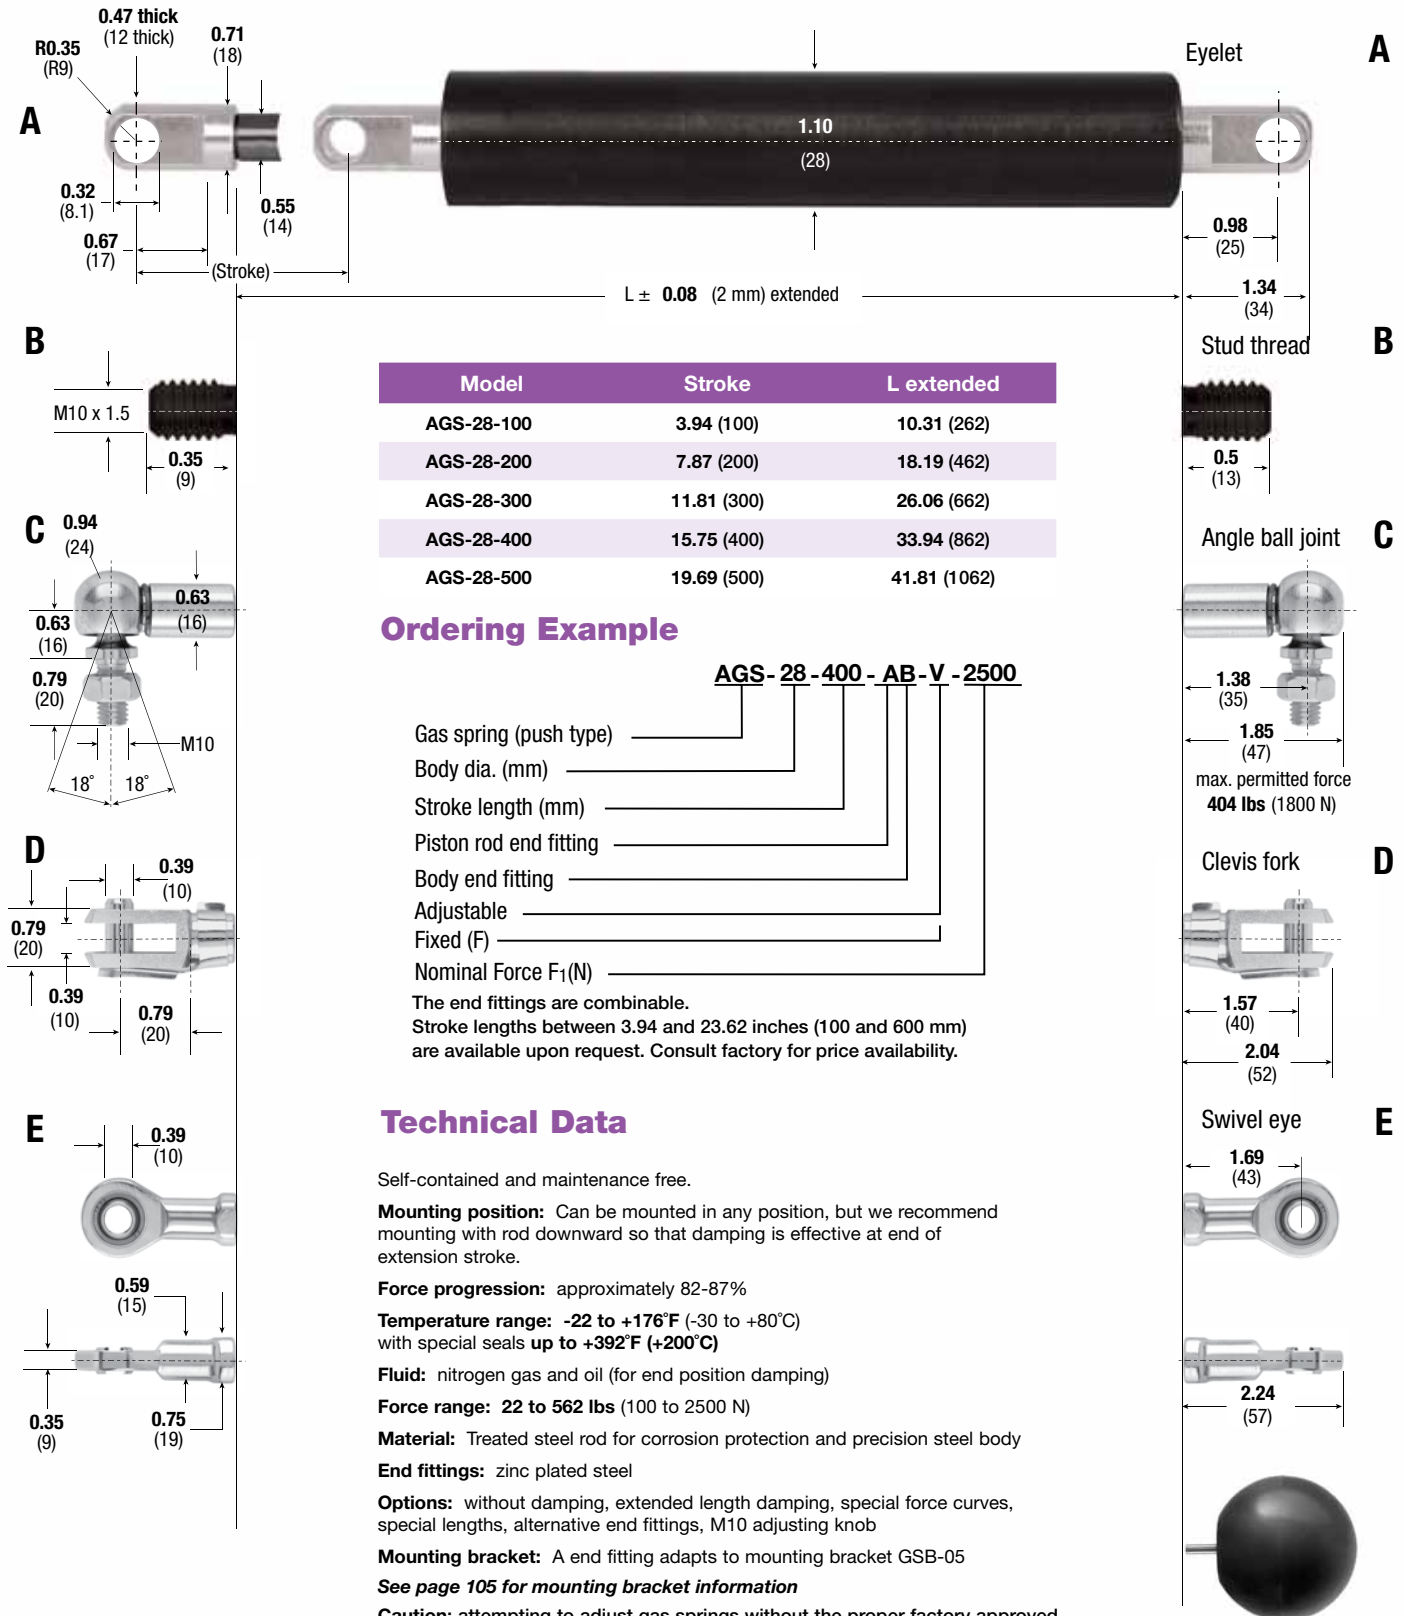 0.47 thick
(12 thick)
R0.35
(R9)
0.71
(18)
A
0.32
(8.1)
0.55
(14)
0.67
(17)
(Stroke)
1.10
(28)
Eyelet
A
0.98
(25)
1.34
(34)
L ± 0.08 (2 mm) extended
B
M10 x 1.5
0.35
(9)
Stud thread
B
0.5
(13)
Model Stroke L extended
AGS-28-100 3.94 (100) 10.31 (262)
AGS-28-200 7.87 (200) 18.19 (462)
AGS-28-300 11.81 (300) 26.06 (662)
AGS-28-400 15.75 (400) 33.94 (862)
AGS-28-500 19.69 (500) 41.81 (1062)
C
0.94
(24)
0.63
(16)
0.63
(16)
0.79
(20)
M10
18°
18°
Angle ball joint
C
1.38
(35)
1.85
(47)
max. permitted force
404 lbs (1800 N)
Ordering Example
AGS-28-400-AB-V-2500
Gas spring (push type)
Body dia. (mm)
Stroke length (mm)
Piston rod end fitting
Body end fitting
Adjustable
Fixed (F)
Nominal Force F1(N)
The end fittings are combinable.
Stroke lengths between 3.94 and 23.62 inches (100 and 600 mm)
are available upon request. Consult factory for price availability.
D
0.39
(10)
0.79
(20)
0.39
(10)
0.79
(20)
Clevis fork
D
1.57
(40)
2.04
(52)
E
0.39
(10)
0.59
(15)
0.35
(9)
0.75
(19)
Swivel eye
E
1.69
(43)
2.24
(57)
Technical Data
Self-contained and maintenance free.
Mounting position: Can be mounted in any position, but we recommend
mounting with rod downward so that damping is effective at end of
extension stroke.
Force progression: approximately 82-87%
Temperature range: -22 to +176°F (-30 to +80°C)
with special seals up to +392°F (+200°C)
Fluid: nitrogen gas and oil (for end position damping)
Force range: 22 to 562 lbs (100 to 2500 N)
Material: Treated steel rod for corrosion protection and precision steel body
End fittings: zinc plated steel
Options: without damping, extended length damping, special force curves,
special lengths, alternative end fittings, M10 adjusting knob
Mounting bracket: A end fitting adapts to mounting bracket GSB-05
See page 105 for mounting bracket information
Caution: attempting to adjust gas springs without the proper factory approved